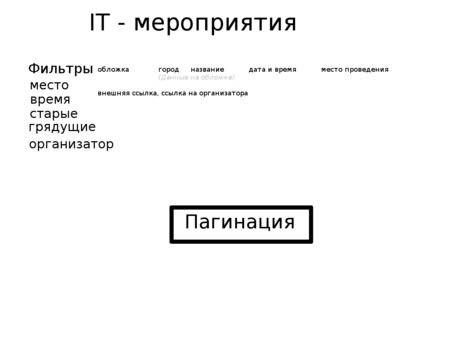 IT - мероприятия
Фильтры
место
время
старые
грядущие
организатор
обложка город название дата и время место проведения
(Данные на обложке)
внешняя ссылка, ссылка на организатора
Пагинация